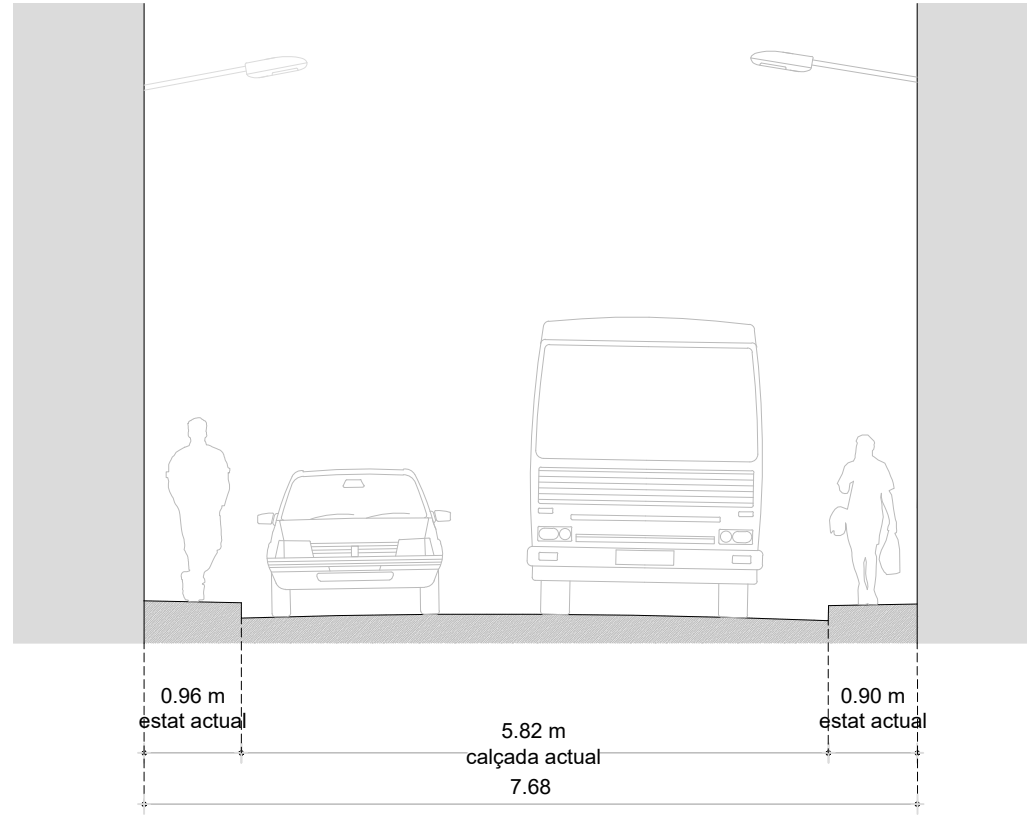 0.96 m
estat actual
5.82 m
calçada actual
0.90 m
estat actual
7.68